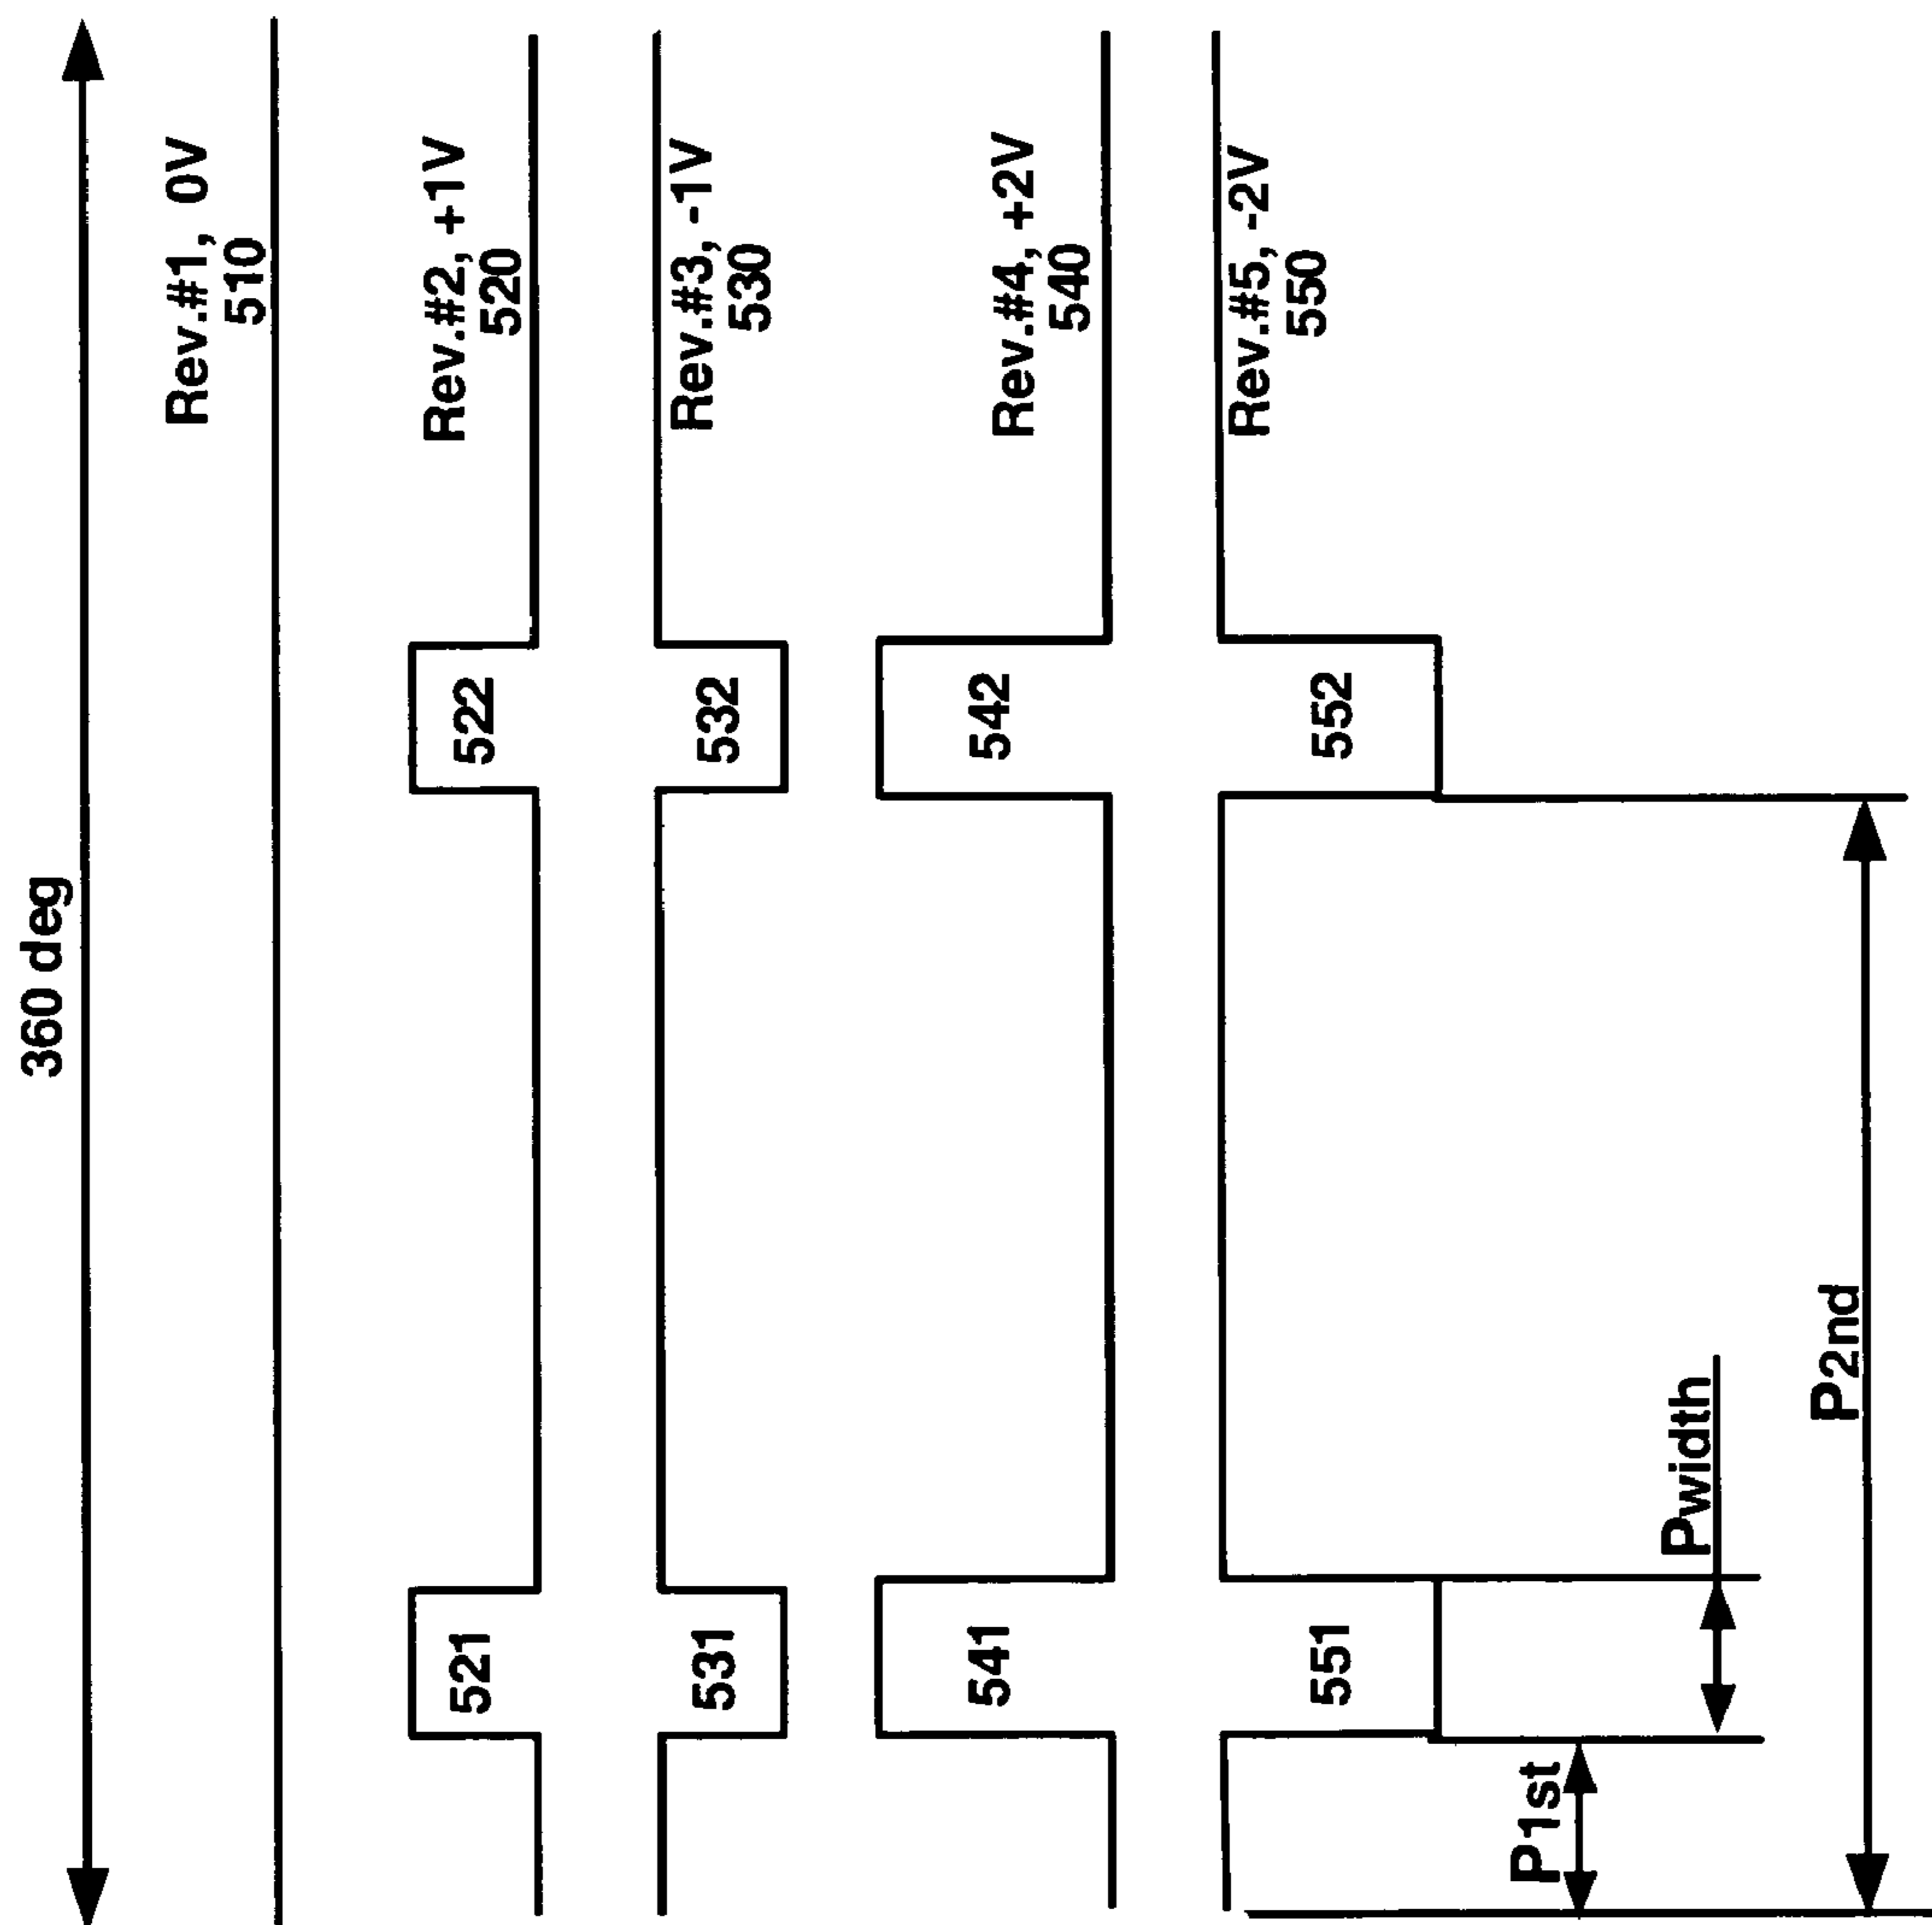 360 deg
Rev.#1, 0V
510
Rev.#2, +1V
520
521
522
Rev.#3, -1V
530
531
532
Rev.#4, +2V
540
541
542
Rev.#5, -2V
550
551
552
P1st
Pwidth
P2nd